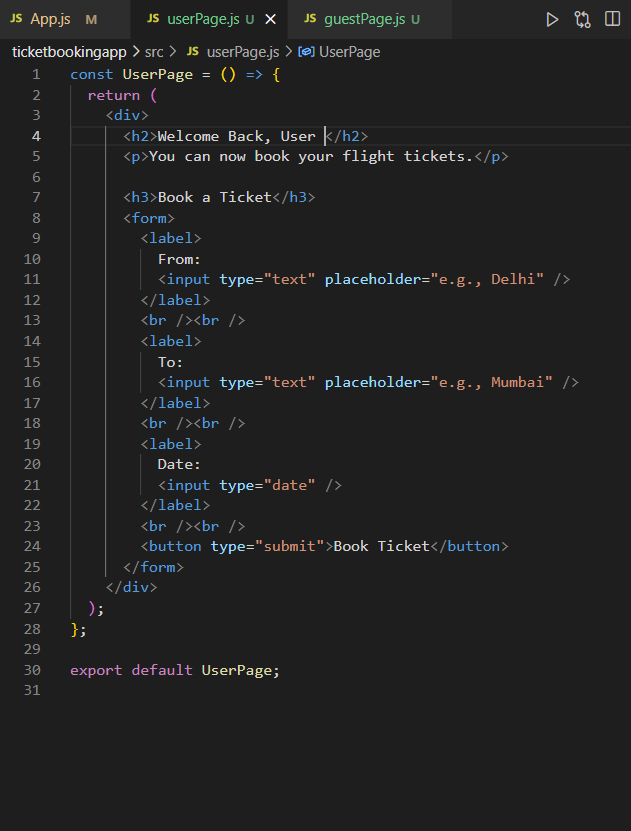 JS App.js M JS userPage.js U JS guestPage.js U
ticketbookingapp > src > JS userPage.js > UserPage
1 const UserPage = () => {
2 return (
3 <div>
4 <h2>Welcome Back, User </h2>
5 <p>You can now book your flight tickets.</p>
6
7 <h3>Book a Ticket</h3>
8 <form>
9 <label>
10 From:
11 <input type="text" placeholder="e.g., Delhi" />
12 </label>
13 <br /><br />
14 <label>
15 To:
16 <input type="text" placeholder="e.g., Mumbai" />
17 </label>
18 <br /><br />
19 <label>
20 Date:
21 <input type="date" />
22 </label>
23 <br /><br />
24 <button type="submit">Book Ticket</button>
25 </form>
26 </div>
27 );
28 };
29
30 export default UserPage;
31